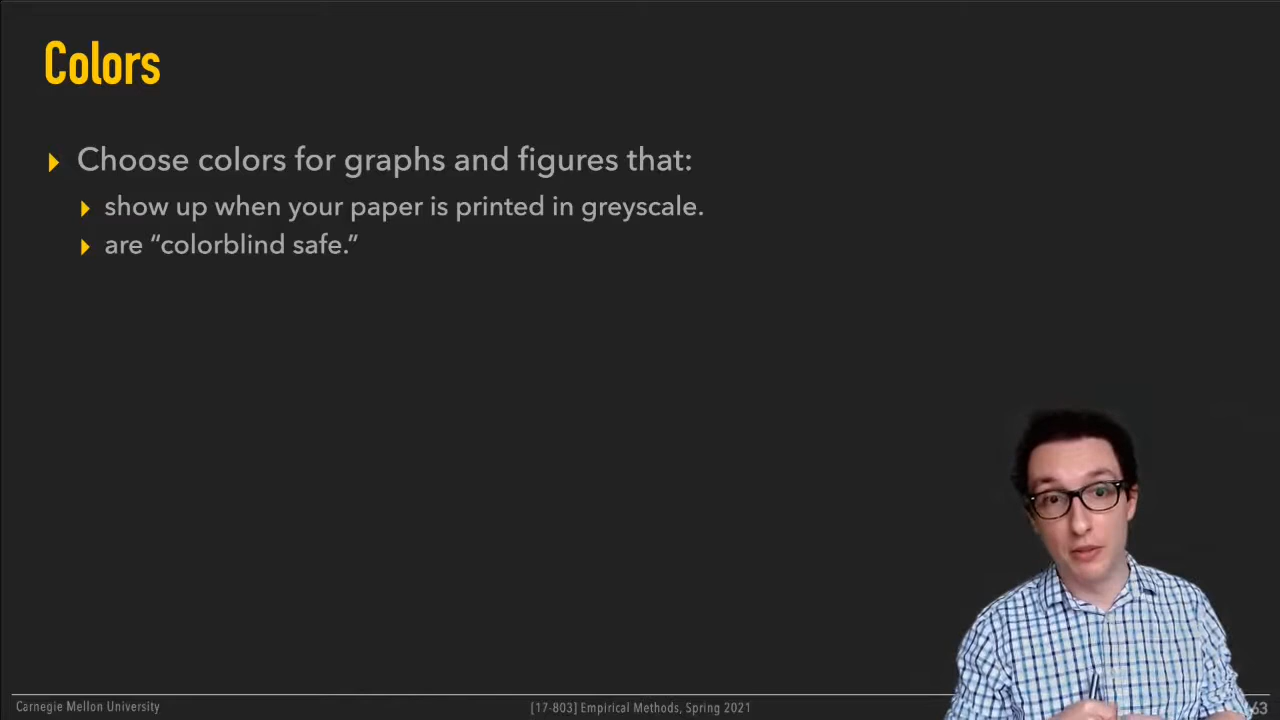 Colors
Choose colors for graphs and figures that:
show up when your paper is printed in greyscale.
are “colorblind safe.”
Carnegie Mellon University
[17-803] Empirical Methods, Spring 2021
63